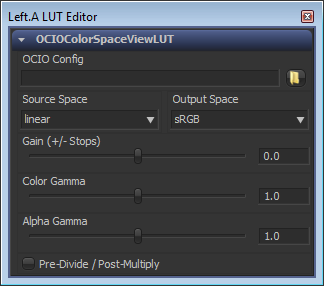 Left.A LUT Editor
OCIOColorSpaceViewLUT
OCIO Config
Source Space Output Space
linear sRGB
Gain (+/- Stops)
0.0
Color Gamma
1.0
Alpha Gamma
1.0
Pre-Divide / Post-Multiply